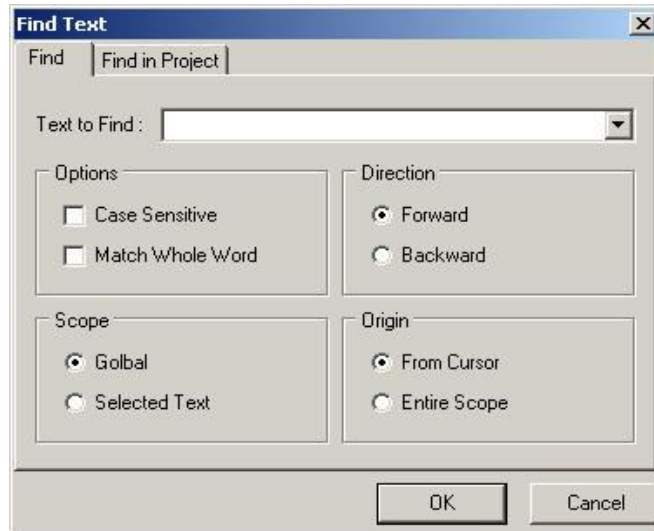 Find Text
Find
Find in Project
Text to Find :
Options
Case Sensitive
Match Whole Word
Direction
Forward
Backward
Scope
Golbal
Selected Text
Origin
From Cursor
Entire Scope
OK
Cancel